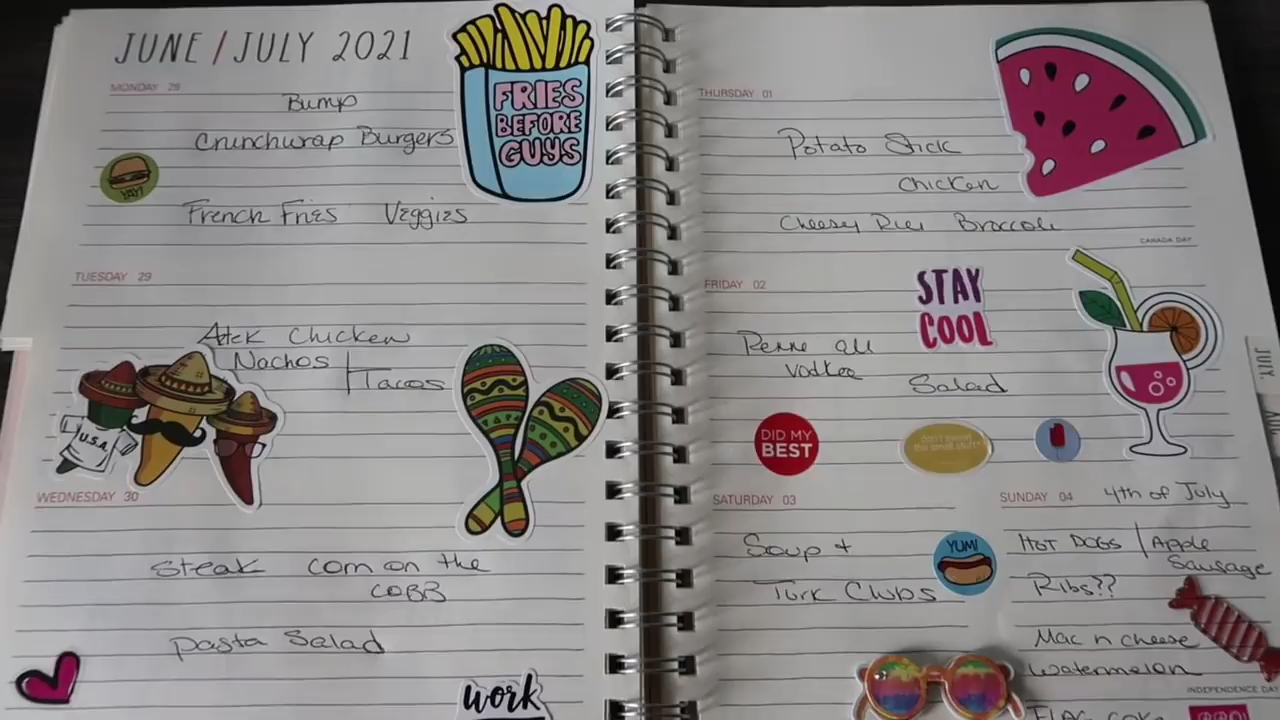 JUNE / JULY 2021
MONDAY 28
Bump
Crunchwrap Burgers
YAY!
French Fries Veggies
FRIES
BEFORE
GUYS
TUESDAY 29
Chicken
Nachos | Tacos
U.S.A.
WEDNESDAY 30
Steak corn on the
COBB
Pasta Salad
work
THURSDAY 01
Potato Stick
Chicken
Cheesy Rice Broccoli
CANADA DAY
FRIDAY 02
STAY
COOL
Penne alla
vodka
Salad
DID MY
BEST
JULY
SATURDAY 03
Soup +
Turk Clubs
YUM!
SUNDAY 04 4th of July
HOT DOGS | Apple
Sausage
Ribs??
Mac n cheese
watermelon
INDEPENDENCE DAY
FLAG